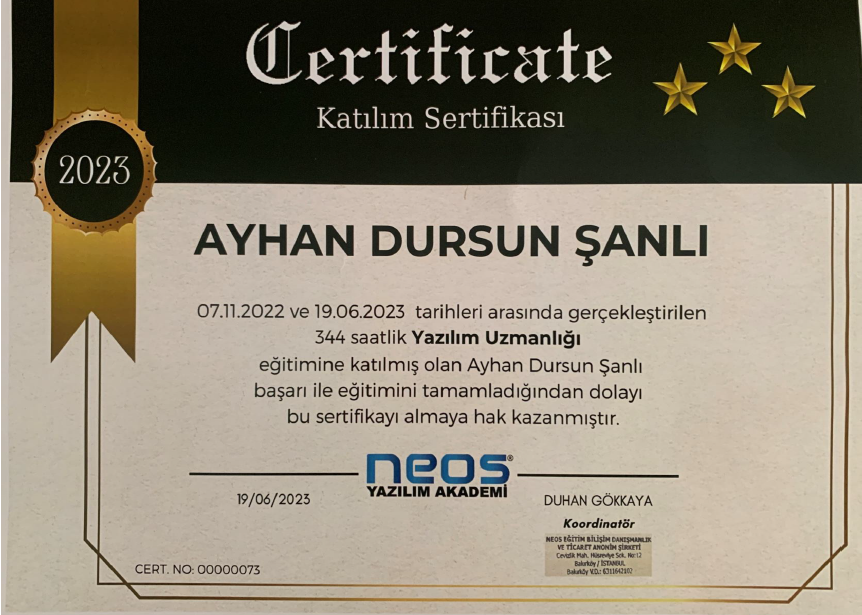 Certificate
Katılım Sertifikası
2023
AYHAN DURSUN ŞANLI
07.11.2022 ve 19.06.2023 tarihleri arasında gerçekleştirilen
344 saatlik Yazılım Uzmanlığı
eğitimine katılmış olan Ayhan Dursun Şanlı
başarı ile eğitimini tamamladığından dolayı
bu sertifikayı almaya hak kazanmıştır.
neos®
YAZILIM AKADEMİ
19/06/2023
DUHAN GÖKKAYA
Koordinatör
NEOS EĞİTİM BİLİŞİM DANIŞMANLIK
VE TİCARET ANONİM ŞİRKETİ
Cevizlik Mah. Hüsreviye Sok. No:12
Bakırköy / İSTANBUL
Bakırköy V.D.: 6311642102
CERT. NO: 00000073